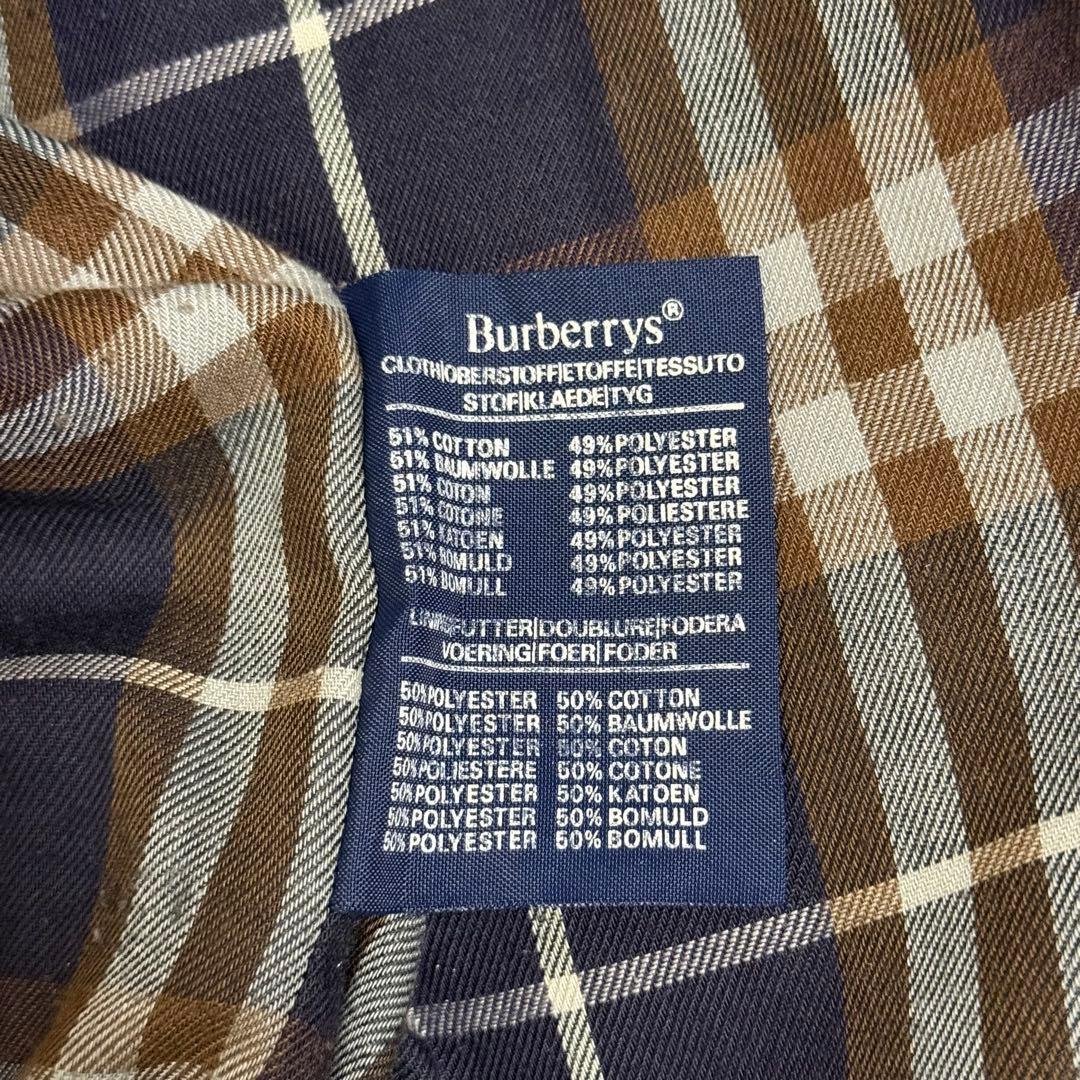 Burberrys®
CLOTH|OBERSTOFF|ETOFFE|TESSUTO
STOF|KLAEDE|TYG
51% COTTON 49% POLYESTER
51% BAUMWOLLE 49% POLYESTER
51% COTON 49% POLYESTER
51% COTONE 49% POLIESTERE
51% KATOEN 49% POLYESTER
51% BOMULD 49% POLYESTER
51% BOMULL 49% POLYESTER
DOUBLURE|FODERA
VOERING|FOER|FODER
50% POLYESTER 50% COTTON
50% POLYESTER 50% BAUMWOLLE
50% POLYESTER 50% COTON
50% POLIESTERE 50% COTONE
50% POLYESTER 50% KATOEN
50% POLYESTER 50% BOMULD
50% POLYESTER 50% BOMULL